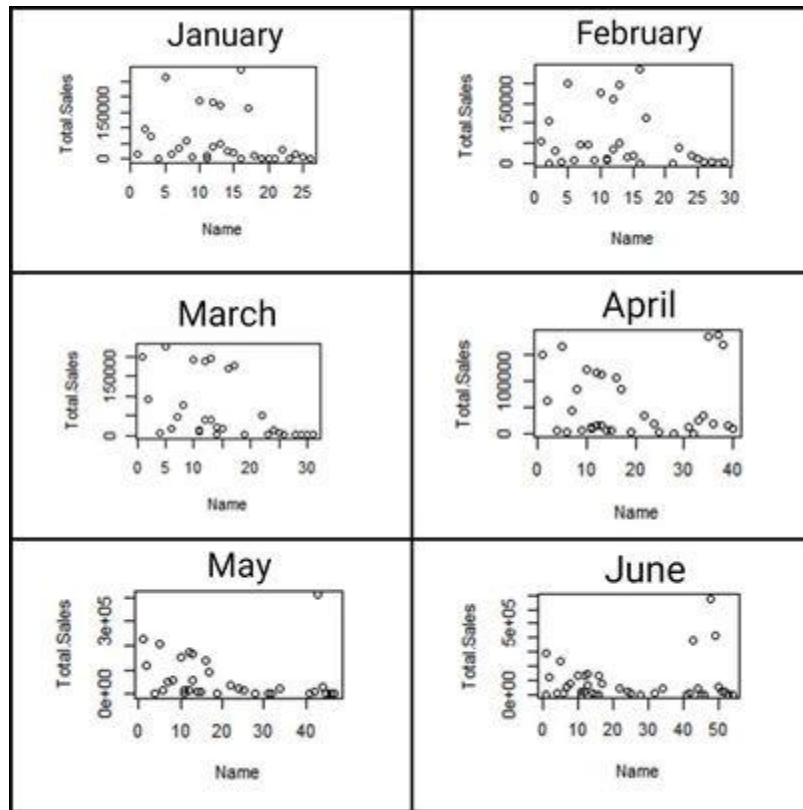 January
Total.Sales
150000
0
0 5 10 15 20 25
Name
February
Total.Sales
150000
0
0 5 10 15 20 25 30
Name
March
Total.Sales
150000
0
0 5 10 20 30
Name
April
Total.Sales
100000
0
0 10 20 30 40
Name
May
Total.Sales
3e+05
0e+00
0 10 20 30 40
Name
June
Total.Sales
5e+05
0e+00
0 10 20 30 40 50
Name